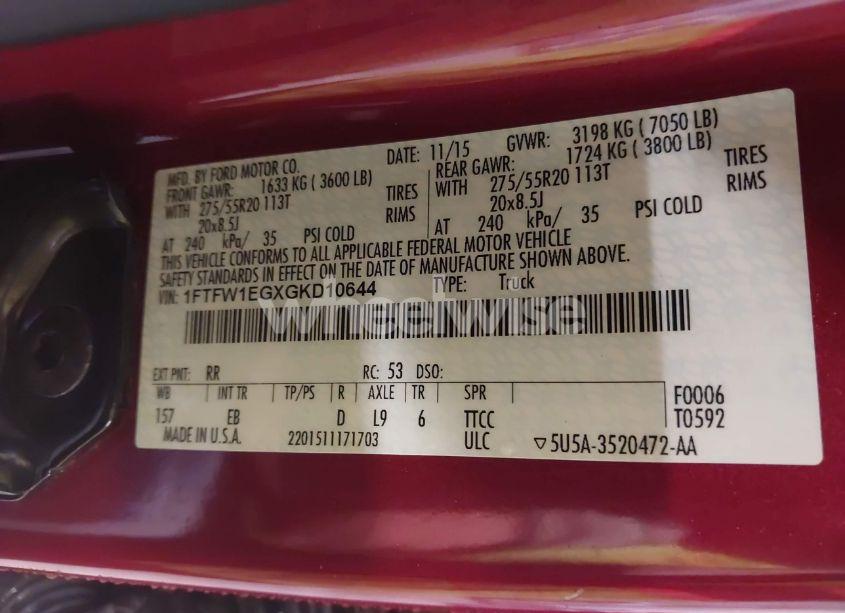 MFD. BY FORD MOTOR CO.
DATE: 11/15 GVWR: 3198 KG ( 7050 LB)
FRONT GAWR: 1633 KG ( 3600 LB) REAR GAWR: 1724 KG ( 3800 LB)
WITH 275/55R20 113T TIRES WITH 275/55R20 113T TIRES
20x8.5J RIMS 20x8.5J RIMS
AT 240 kPa/ 35 PSI COLD AT 240 kPa/ 35 PSI COLD
THIS VEHICLE CONFORMS TO ALL APPLICABLE FEDERAL MOTOR VEHICLE
SAFETY STANDARDS IN EFFECT ON THE DATE OF MANUFACTURE SHOWN ABOVE.
VIN: 1FTFW1EGXGKD10644 TYPE: Truck
wheelwise
EXT PNT: RR RC: 53 DSO:
WB INT TR TP/PS R AXLE TR SPR F0006
157 EB D L9 6 TTCC T0592
MADE IN U.S.A. 2201511171703 ULC ▽5U5A-3520472-AA